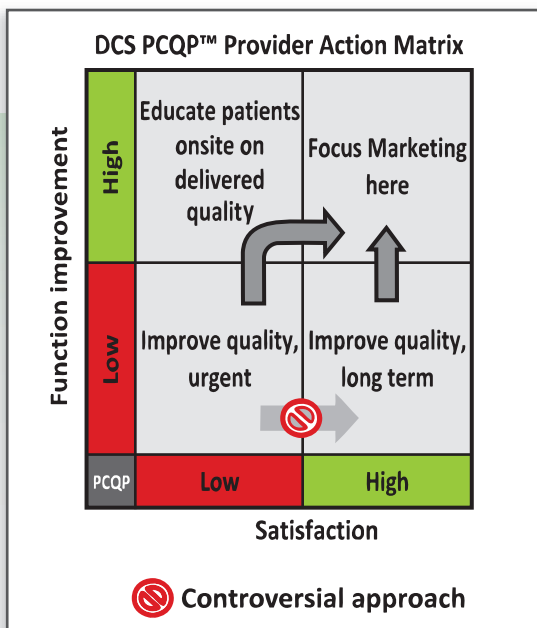 DCS PCQP™ Provider Action Matrix
Function improvement
High
Educate patients
onsite on
delivered
quality
Focus Marketing
here
Low
Improve quality,
urgent
Improve quality,
long term
PCQP
Low
High
Satisfaction
Controversial approach